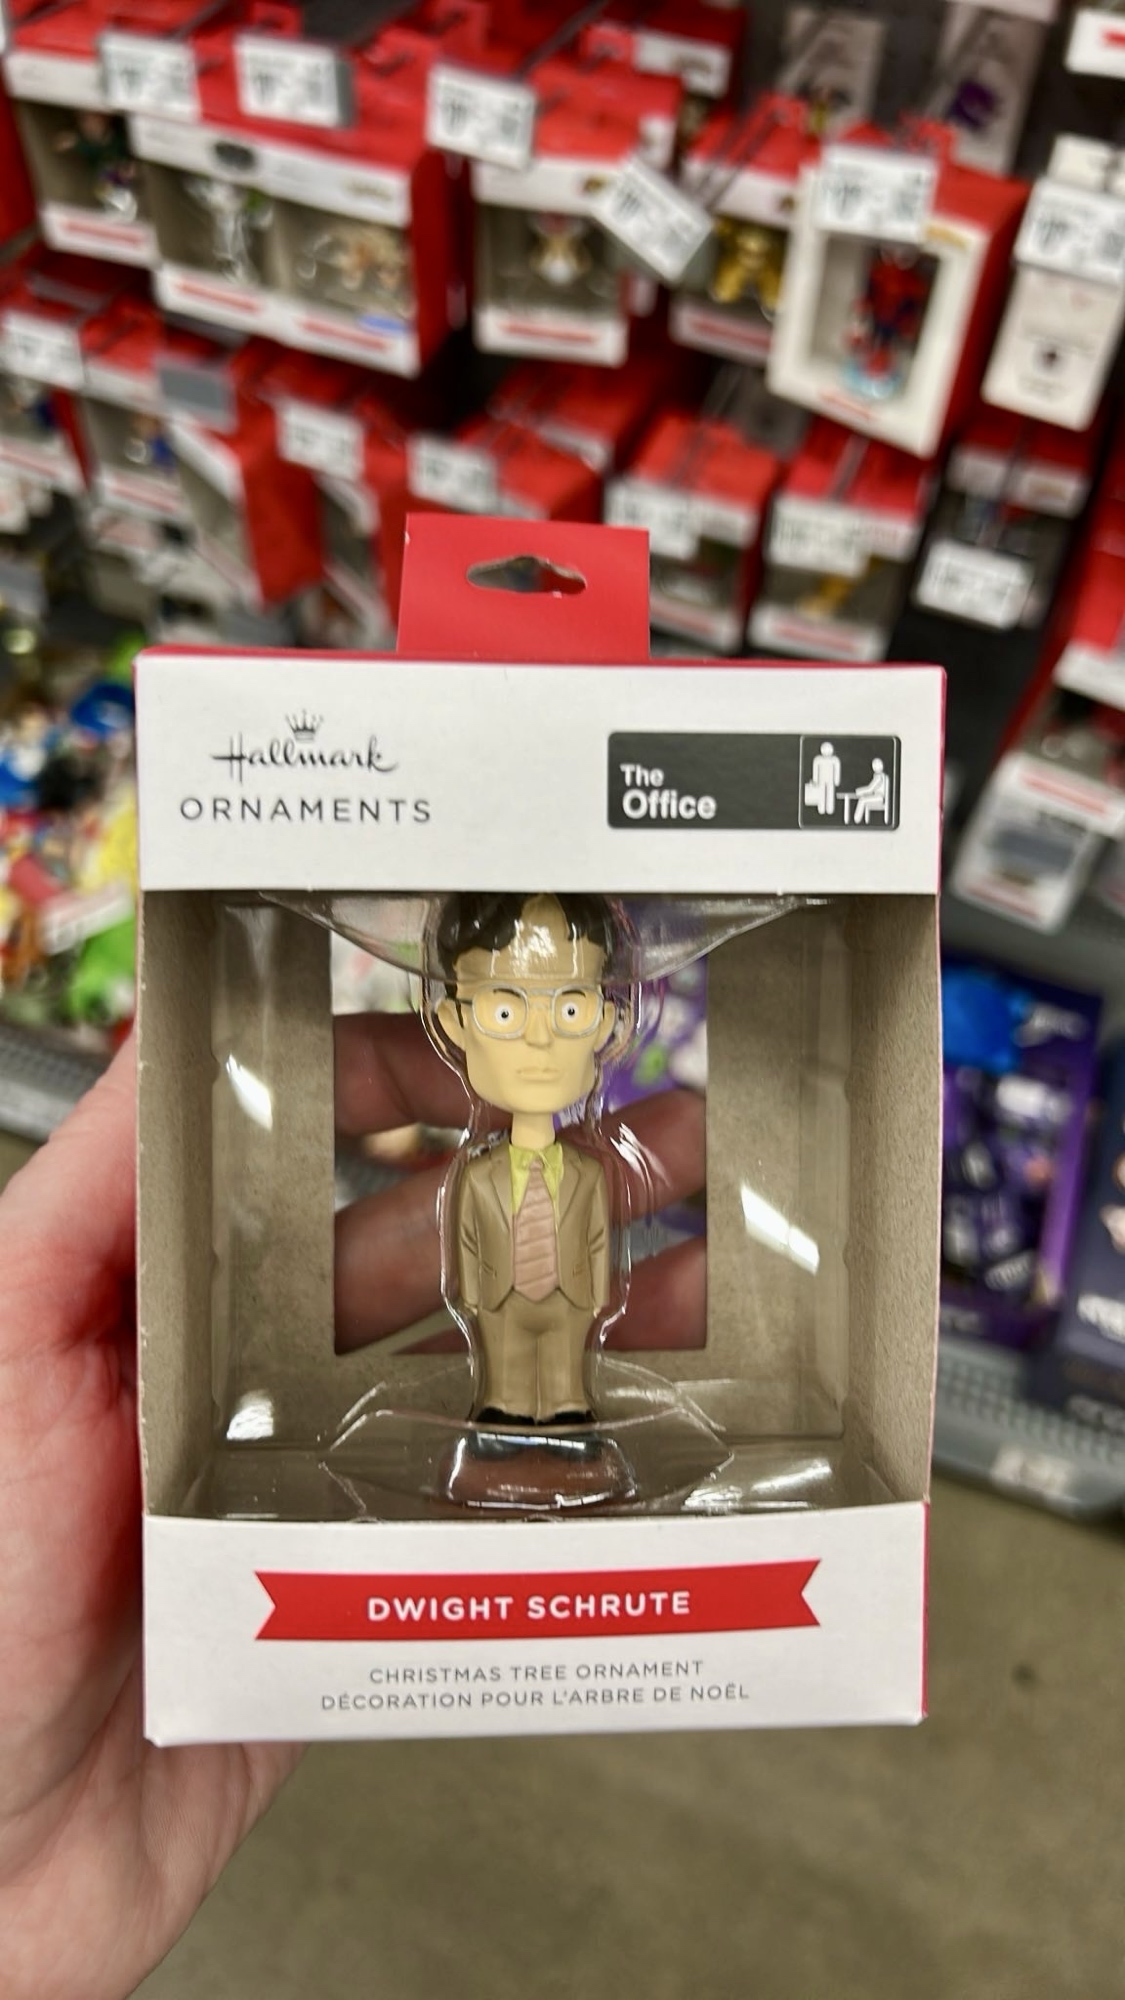 Hallmark
ORNAMENTS
The
Office
DWIGHT SCHRUTE
CHRISTMAS TREE ORNAMENT
DÉCORATION POUR L'ARBRE DE NOËL